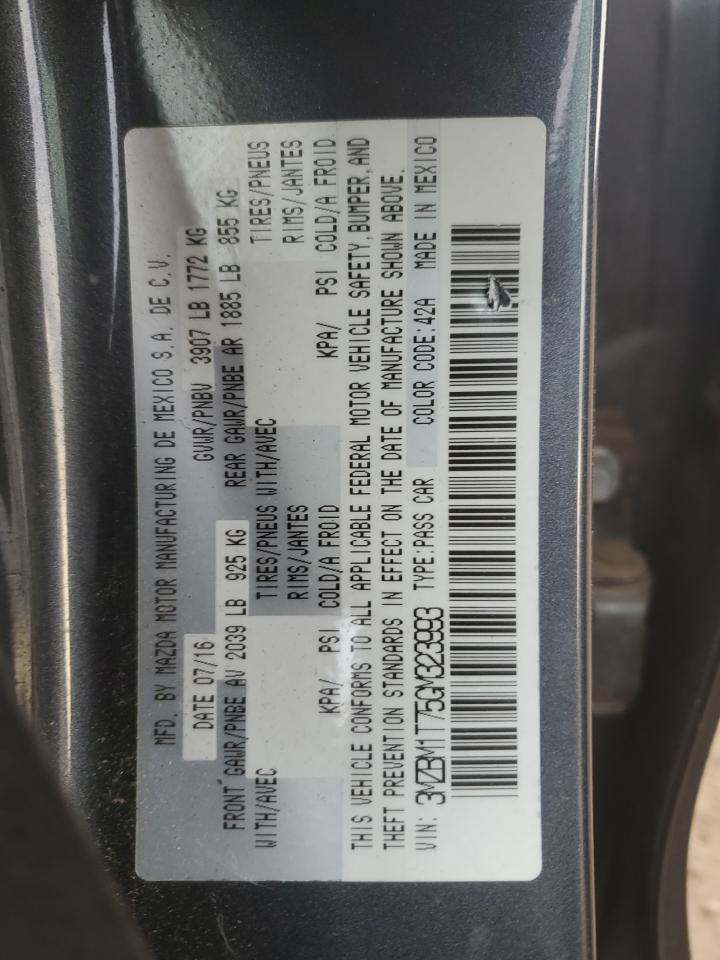 MFD. BY MAZDA MOTOR MANUFACTURING DE MEXICO S.A. DE C.V.
DATE 07/16 GVWR/PNBV 3907 LB 1772 KG
FRONT GAWR/PNBE AV 2039 LB 925 KG REAR GAWR/PNBE AR 1885 LB 855 KG
WITH/AVEC TIRES/PNEUS WITH/AVEC TIRES/PNEUS
RIMS/JANTES RIMS/JANTES
KPA/ PSI COLD/A FROID KPA/ PSI COLD/A FROID
THIS VEHICLE CONFORMS TO ALL APPLICABLE FEDERAL MOTOR VEHICLE SAFETY, BUMPER, AND
THEFT PREVENTION STANDARDS IN EFFECT ON THE DATE OF MANUFACTURE SHOWN ABOVE.
VIN: 3MZBM1T75GM323993 TYPE:PASS CAR COLOR CODE:42A MADE IN MEXICO